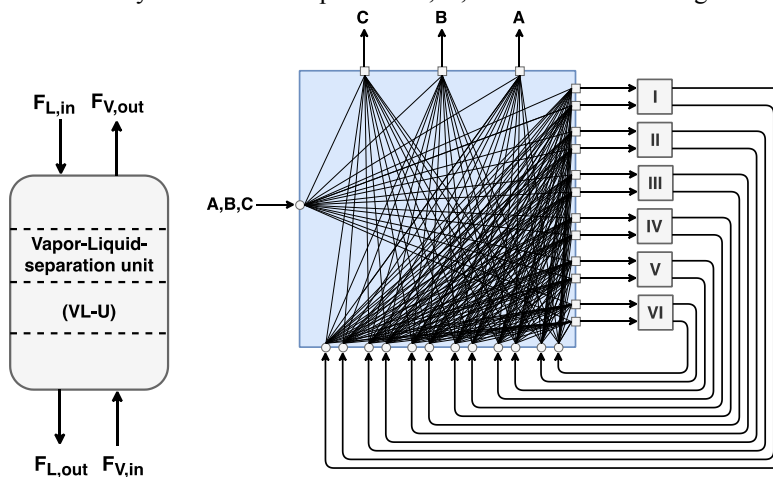 C B A
F_L,in F_V,out
I
II
Vapor-Liquid-
separation unit
(VL-U)
III
A,B,C
IV
V
VI
F_L,out F_V,in